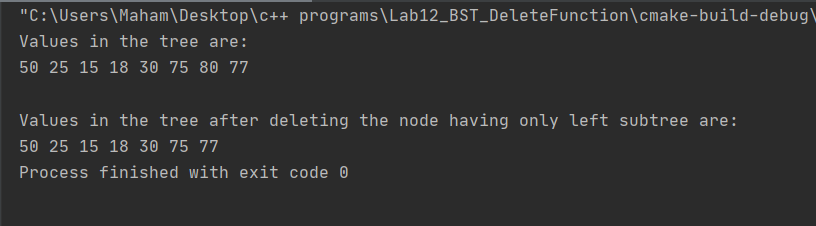 "C:\Users\Maham\Desktop\c++ programs\Lab12_BST_DeleteFunction\cmake-build-debug\
Values in the tree are:
50 25 15 18 30 75 80 77
Values in the tree after deleting the node having only left subtree are:
50 25 15 18 30 75 77
Process finished with exit code 0